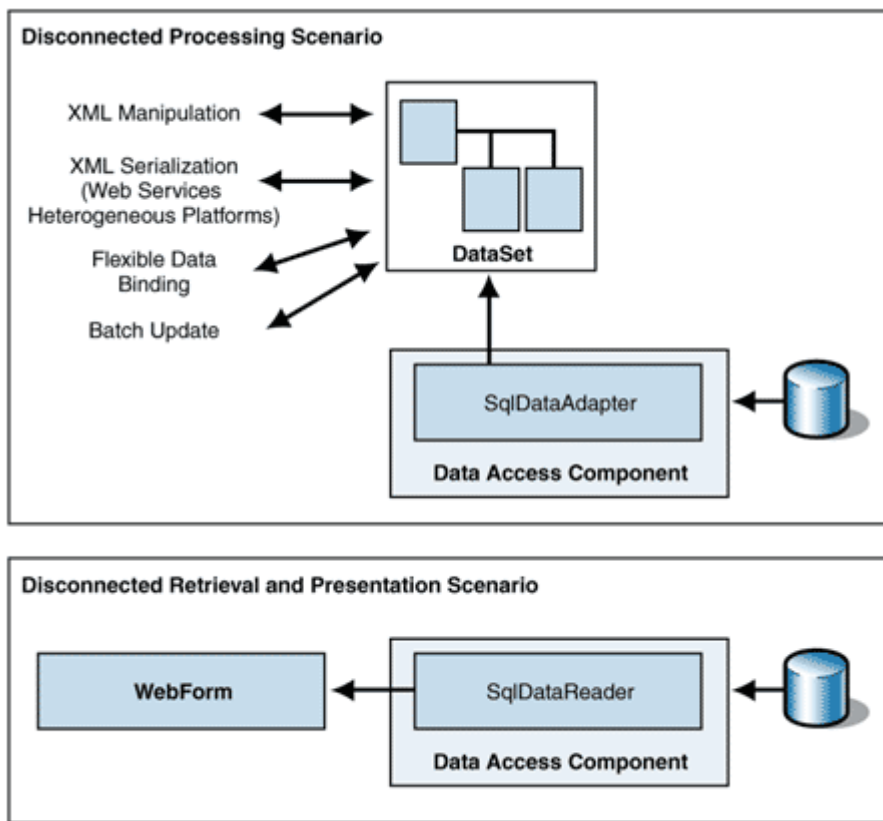 Disconnected Processing Scenario
XML Manipulation
XML Serialization
(Web Services
Heterogeneous Platforms)
Flexible Data
Binding
Batch Update
DataSet
SqlDataAdapter
Data Access Component
Disconnected Retrieval and Presentation Scenario
WebForm
SqlDataReader
Data Access Component